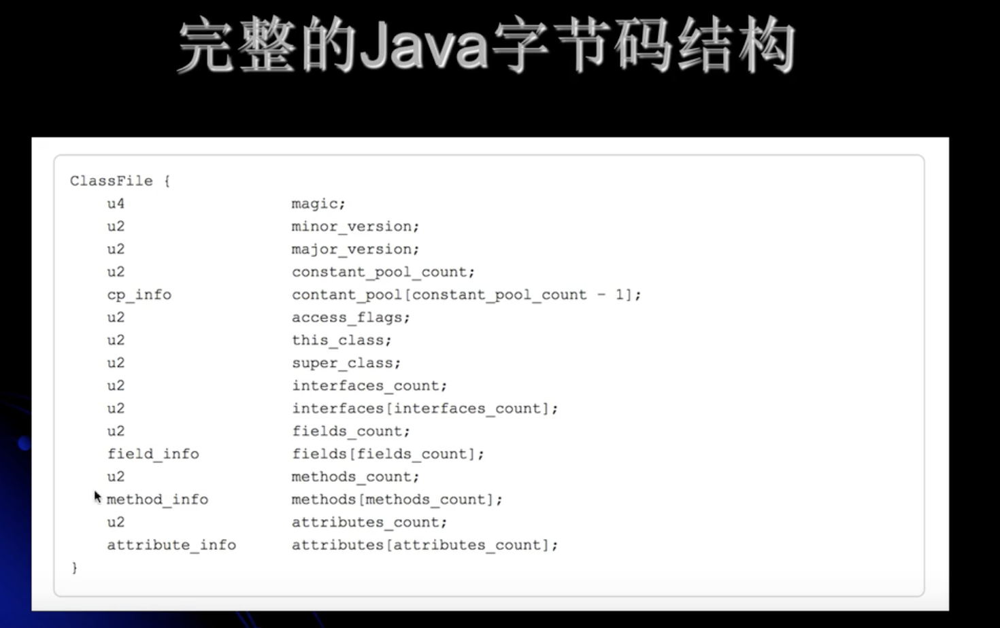 完整的Java字节码结构
ClassFile {
u4 magic;
u2 minor_version;
u2 major_version;
u2 constant_pool_count;
cp_info contant_pool[constant_pool_count - 1];
u2 access_flags;
u2 this_class;
u2 super_class;
u2 interfaces_count;
u2 interfaces[interfaces_count];
u2 fields_count;
field_info fields[fields_count];
u2 methods_count;
method_info methods[methods_count];
u2 attributes_count;
attribute_info attributes[attributes_count];
}